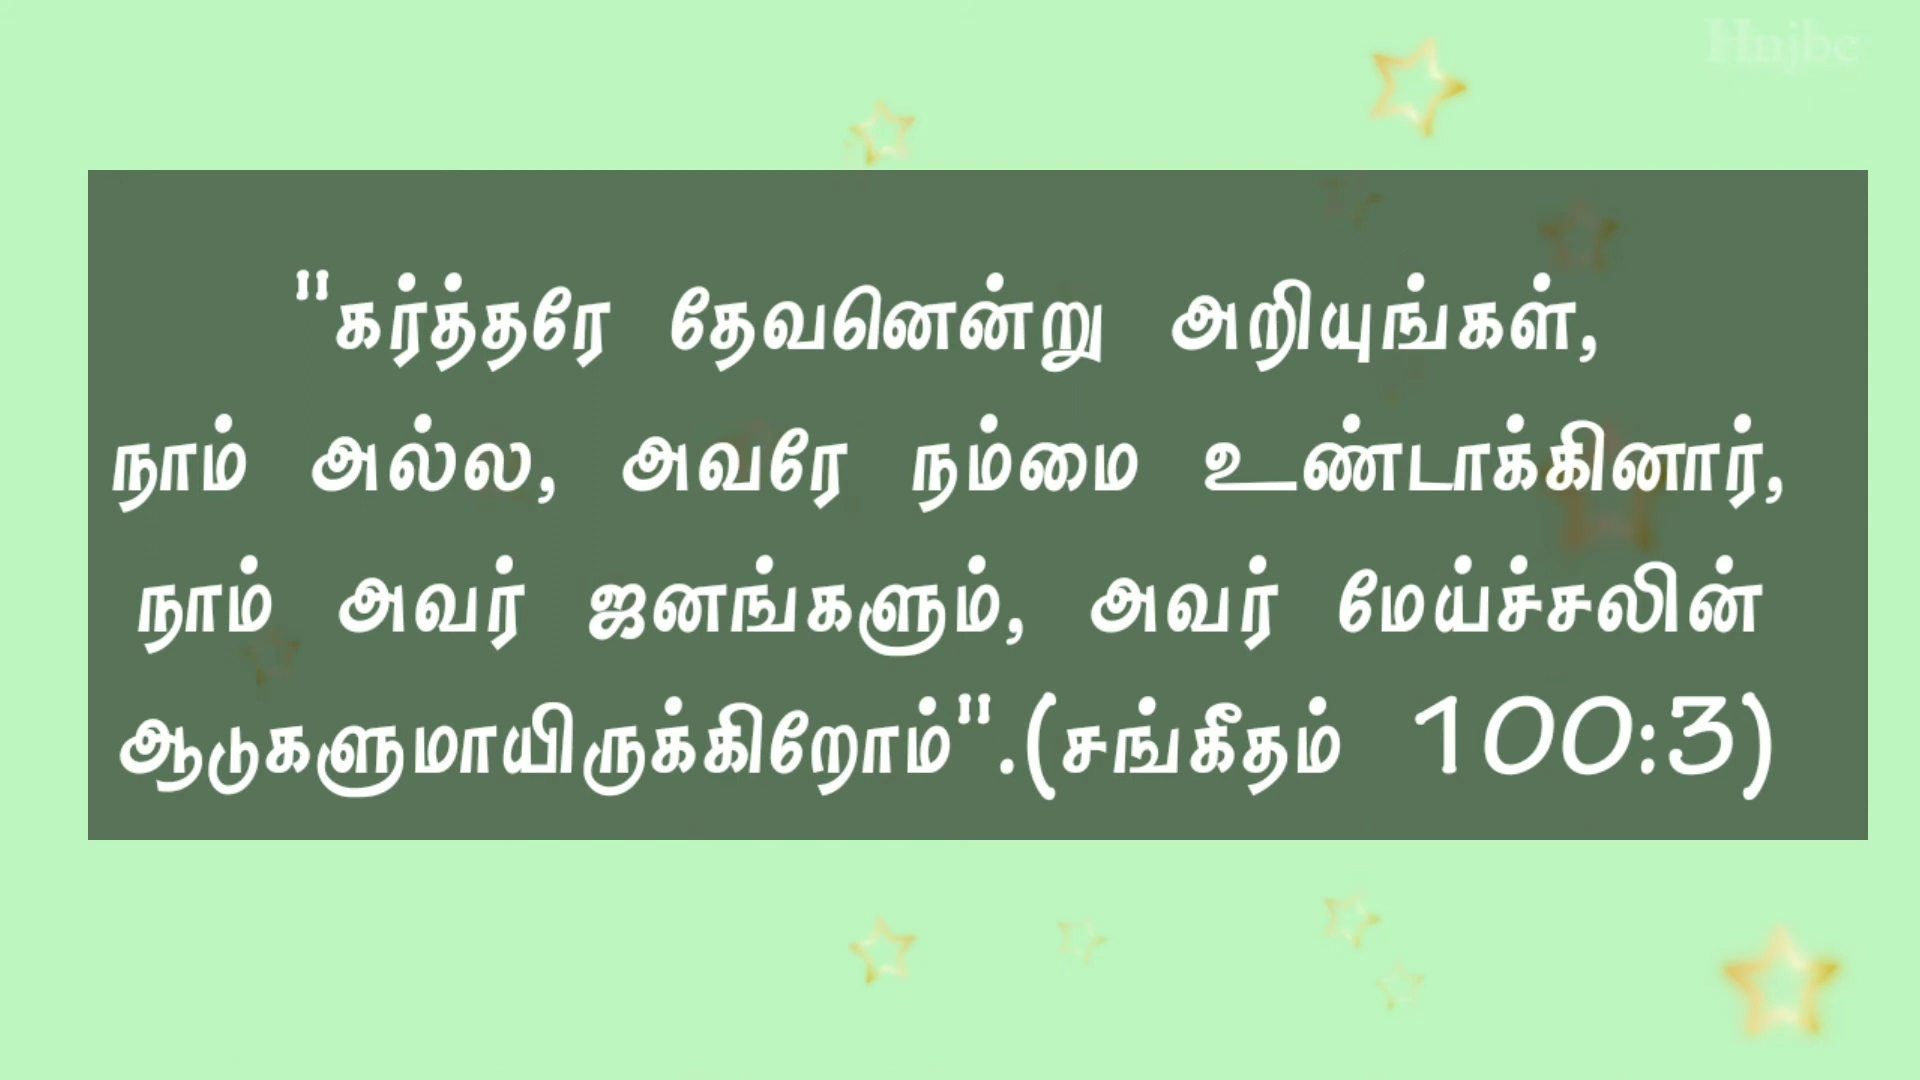 Hnjbc
"கர்த்தரே தேவனென்று அறியுங்கள்,
நாம் அல்ல, அவரே நம்மை உண்டாக்கினார்,
நாம் அவர் ஜனங்களும், அவர் மேய்ச்சலின்
ஆடுகளுமாயிருக்கிறோம்".(சங்கீதம் 100:3)